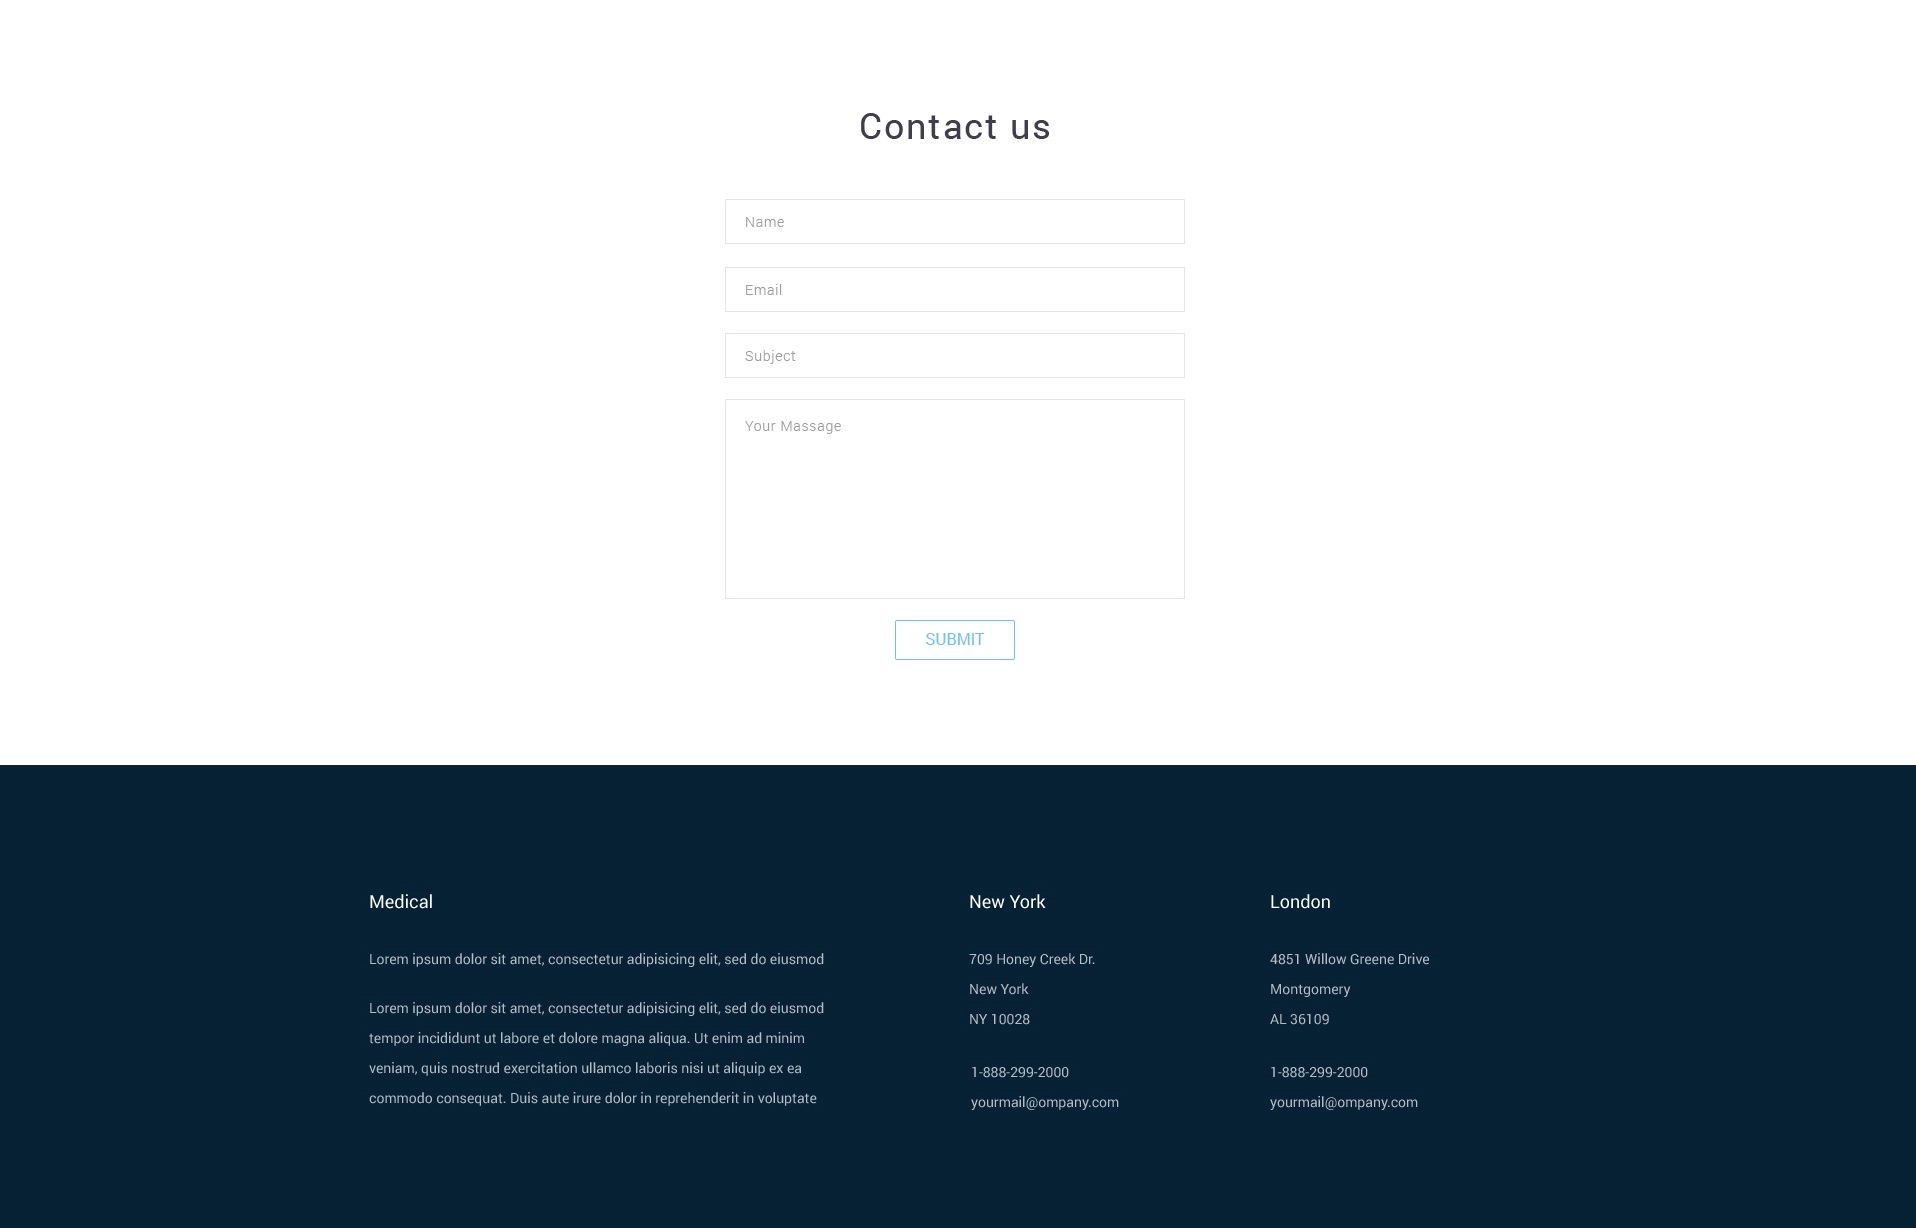 Contact us
Name
Email
Subject
Your Massage
SUBMIT
Medical
Lorem ipsum dolor sit amet, consectetur adipisicing elit, sed do eiusmod
Lorem ipsum dolor sit amet, consectetur adipisicing elit, sed do eiusmod
tempor incididunt ut labore et dolore magna aliqua. Ut enim ad minim
veniam, quis nostrud exercitation ullamco laboris nisi ut aliquip ex ea
commodo consequat. Duis aute irure dolor in reprehenderit in voluptate
New York
709 Honey Creek Dr.
New York
NY 10028
1-888-299-2000
yourmail@ompany.com
London
4851 Willow Greene Drive
Montgomery
AL 36109
1-888-299-2000
yourmail@ompany.com